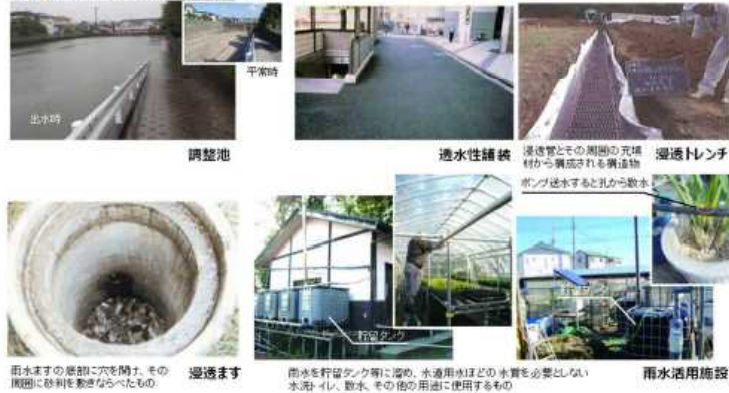 出水時
平常時
調整池
透水性舗装
浸透管とその周囲の充填
材から構成される構造物
浸透トレンチ
ポンプ送水すると孔から散水
貯留タンク
雨水ますの底部に穴を開け、その
周囲に砂利を敷きならべたもの
浸透ます
雨水を貯留タンク等に溜め、水道用水ほどの水質を必要としない
水洗トイレ、散水、その他の用途に使用するもの
雨水活用施設